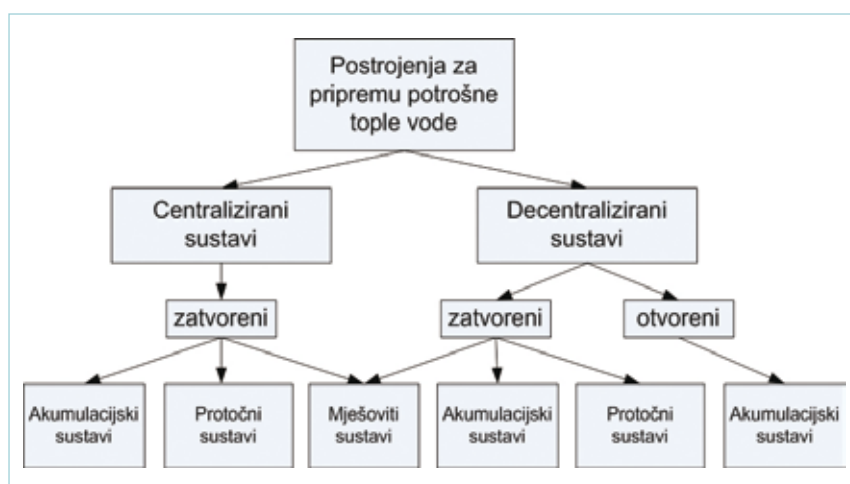 Postrojenja za
pripremu potrošne
tople vode
Centralizirani
sustavi
Decentralizirani
sustavi
zatvoreni
zatvoreni
otvoreni
Akumulacijski
sustavi
Protočni
sustavi
Mješoviti
sustavi
Akumulacijski
sustavi
Protočni
sustavi
Akumulacijski
sustavi